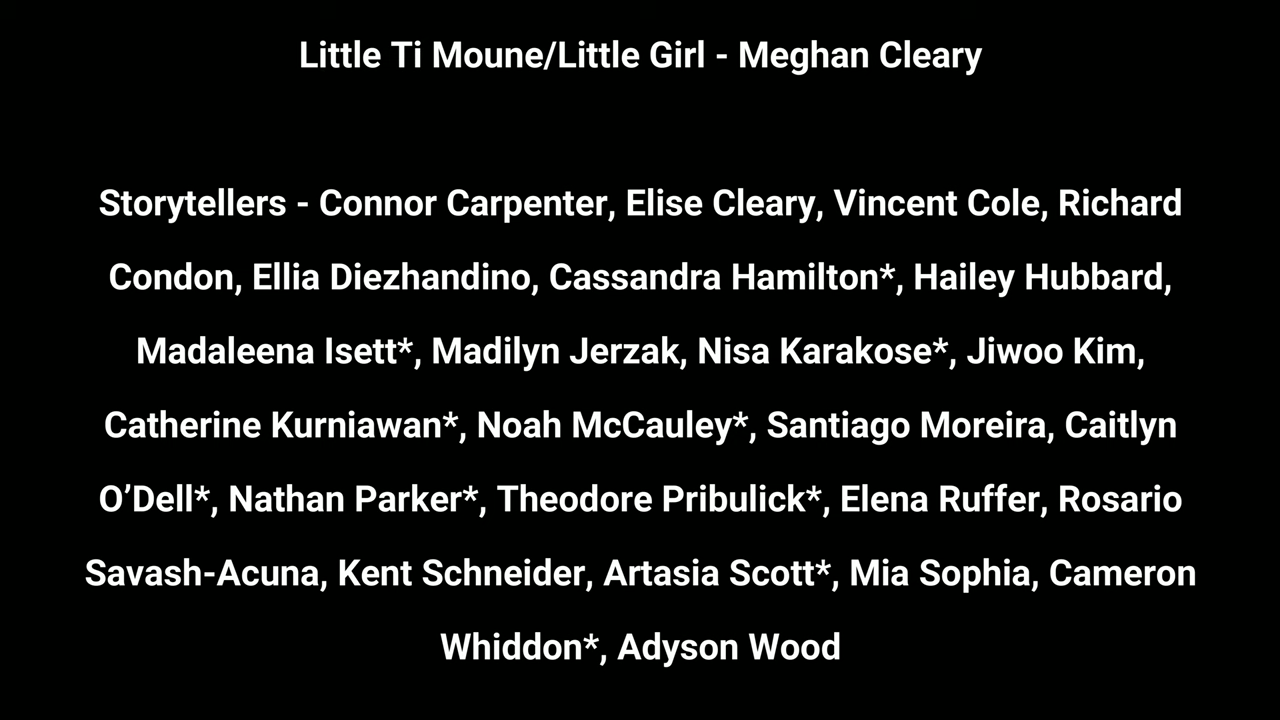 Little Ti Moune/Little Girl - Meghan Cleary
Storytellers - Connor Carpenter, Elise Cleary, Vincent Cole, Richard
Condon, Ellia Diezhandino, Cassandra Hamilton*, Hailey Hubbard,
Madaleena Isett*, Madilyn Jerzak, Nisa Karakose*, Jiwoo Kim,
Catherine Kurniawan*, Noah McCauley*, Santiago Moreira, Caitlyn
O’Dell*, Nathan Parker*, Theodore Pribulick*, Elena Ruffer, Rosario
Savash-Acuna, Kent Schneider, Artasia Scott*, Mia Sophia, Cameron
Whiddon*, Adyson Wood